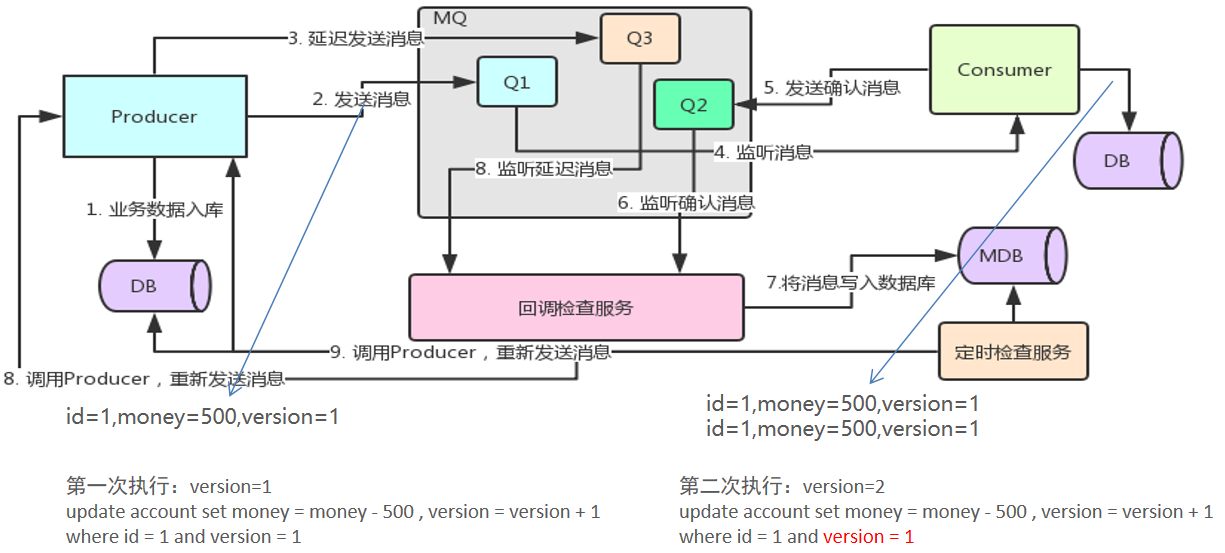 MQ
3. 延迟发送消息
Q3
Producer
2. 发送消息
Q1
Q2
5. 发送确认消息
Consumer
4. 监听消息
DB
8. 监听延迟消息
1. 业务数据入库
6. 监听确认消息
DB
回调检查服务
7.将消息写入数据库
MDB
9. 调用Producer，重新发送消息
定时检查服务
8. 调用Producer，重新发送消息
id=1,money=500,version=1
id=1,money=500,version=1
id=1,money=500,version=1
第一次执行：version=1
update account set money = money - 500 , version = version + 1
where id = 1 and version = 1
第二次执行：version=2
update account set money = money - 500 , version = version + 1
where id = 1 and version = 1